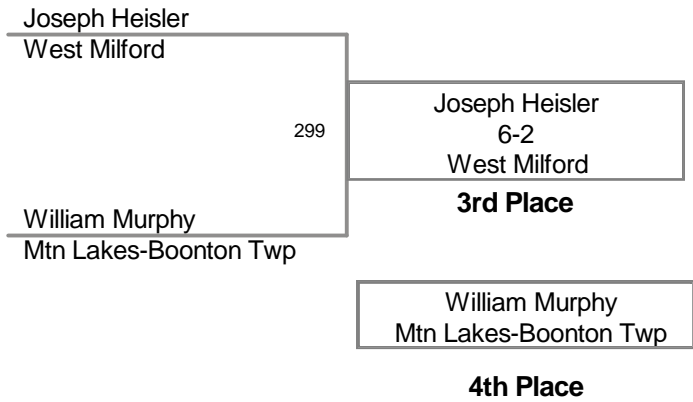 Joseph Heisler
West Milford
299
Joseph Heisler
6-2
West Milford
3rd Place
William Murphy
Mtn Lakes-Boonton Twp
William Murphy
Mtn Lakes-Boonton Twp
4th Place